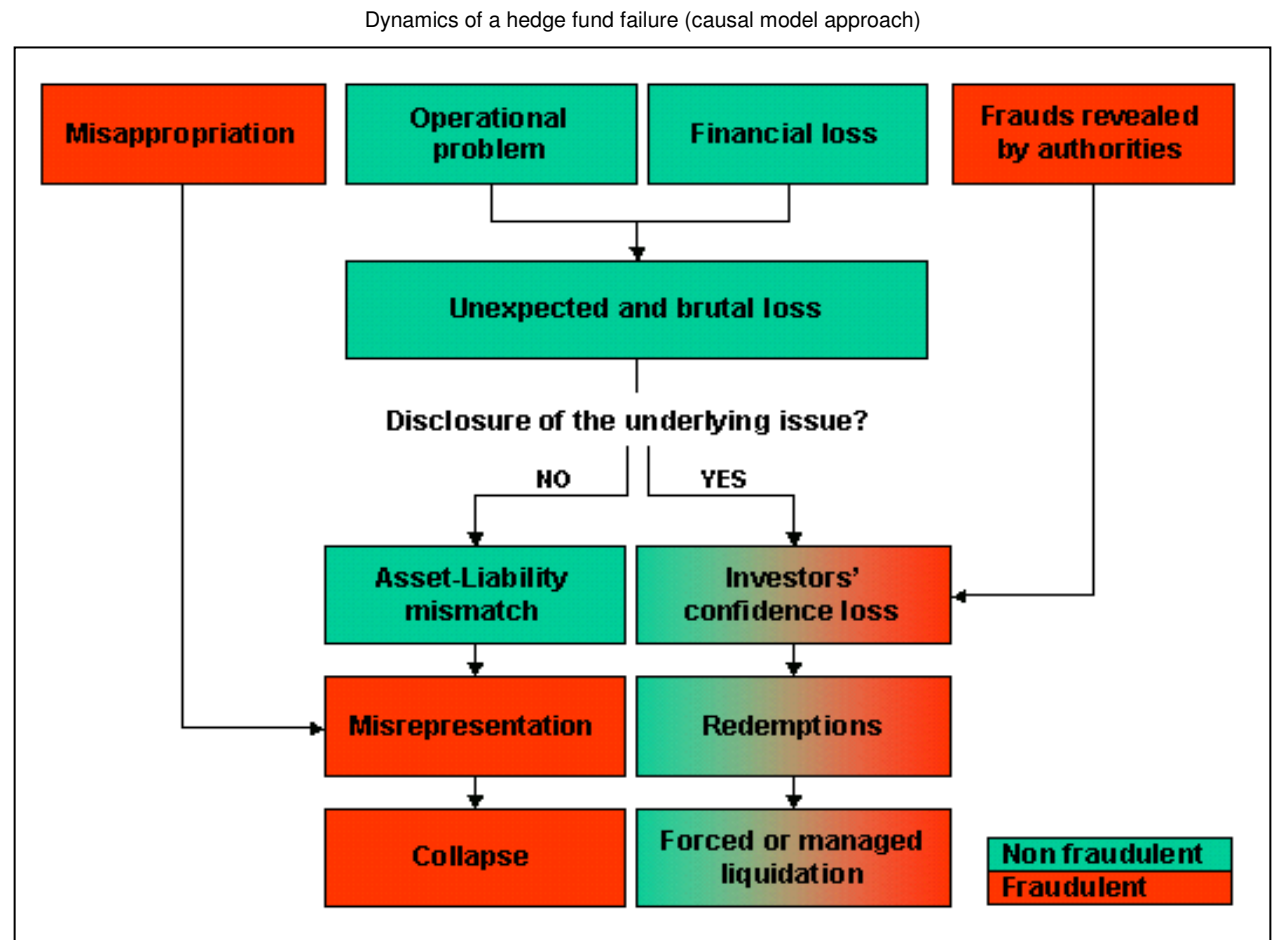 Dynamics of a hedge fund failure (causal model approach)
Misappropriation
Operational
problem
Financial loss
Frauds revealed
by authorities
Unexpected and brutal loss
Disclosure of the underlying issue?
NO
YES
Asset-Liability
mismatch
Investors’
confidence loss
Misrepresentation
Redemptions
Collapse
Forced or managed
liquidation
Non fraudulent
Fraudulent